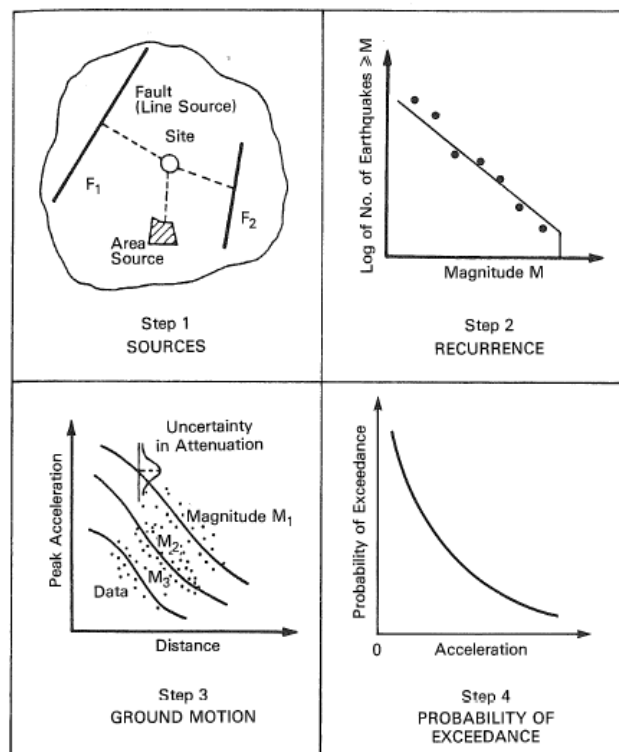 Fault
(Line Source)
Site
F1
F2
Area
Source
Step 1
SOURCES
Log of No. of Earthquakes ⩾ M
Magnitude M
Step 2
RECURRENCE
Uncertainty
in Attenuation
Peak Acceleration
Magnitude M1
M2
M3
Data
Distance
Step 3
GROUND MOTION
Probability of Exceedance
0
Acceleration
Step 4
PROBABILITY OF
EXCEEDANCE